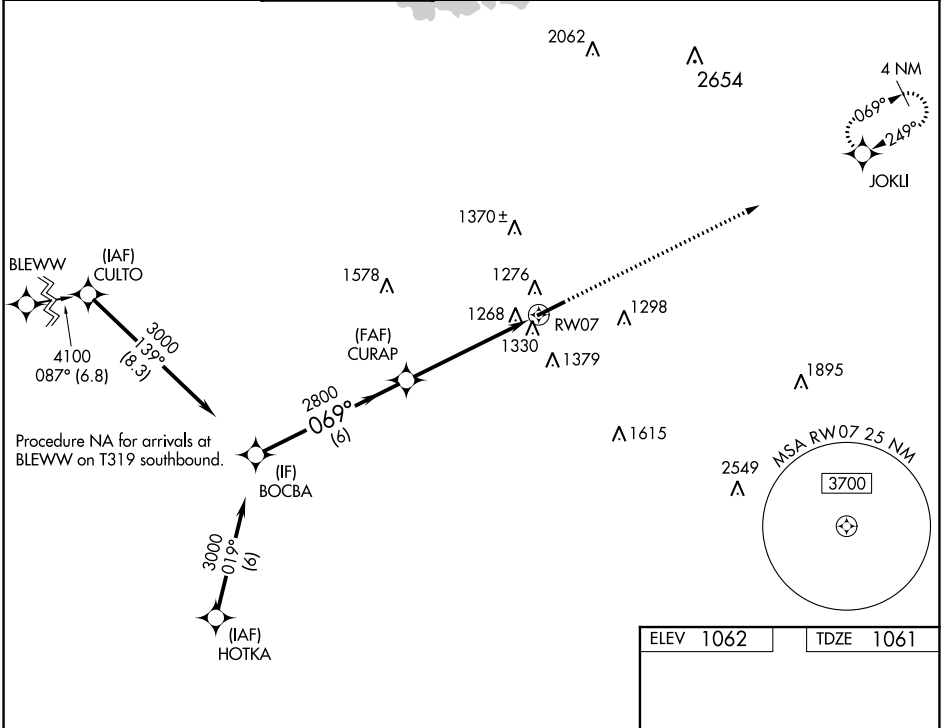 2062
2654
4 NM
069°
249°
JOKLI
1370 ±
BLEWW
(IAF)
CULTO
1578
1276
1268
RW07
1298
1330
1379
4100
087° (6.8)
3000
139°
(8.3)
(FAF)
CURAP
1895
2800
069°
(6)
Procedure NA for arrivals at
BLEWW on T319 southbound.
1615
MSA RW07 25 NM
3700
2549
(IF)
BOCBA
3000
019°
(6)
(IAF)
HOTKA
ELEV 1062
TDZE 1061